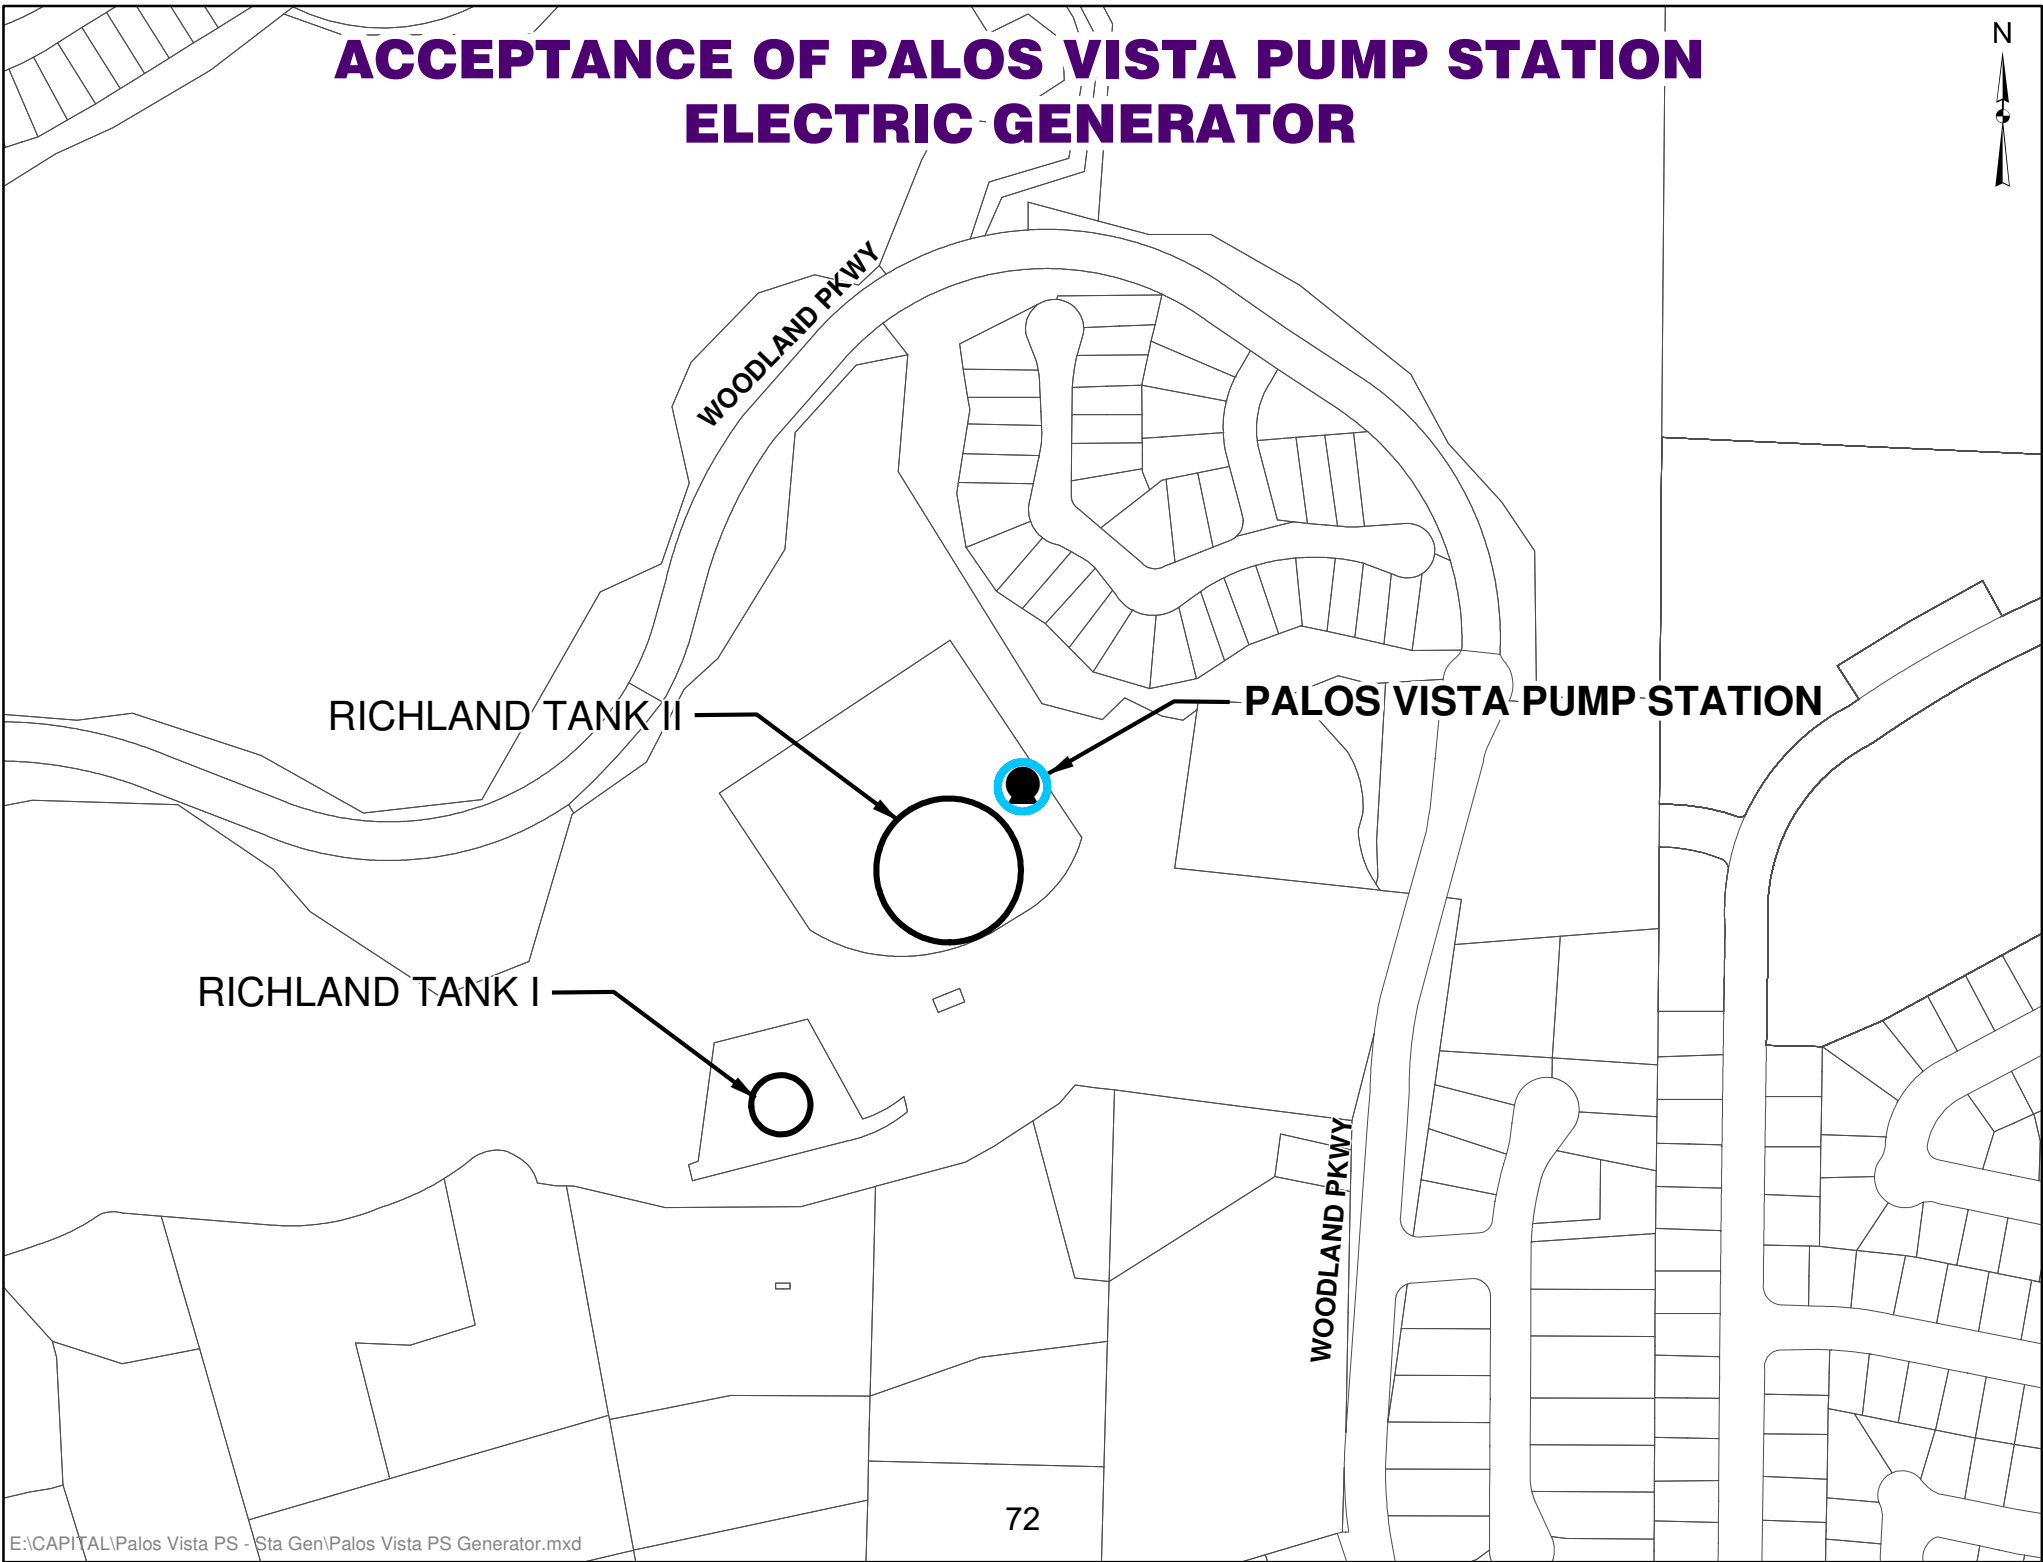 ACCEPTANCE OF PALOS VISTA PUMP STATION
ELECTRIC GENERATOR
N
WOODLAND PKWY
RICHLAND TANK II
PALOS VISTA PUMP STATION
RICHLAND TANK I
WOODLAND PKWY
72
E:\CAPITAL\Palos Vista PS - Sta Gen\Palos Vista PS Generator.mxd